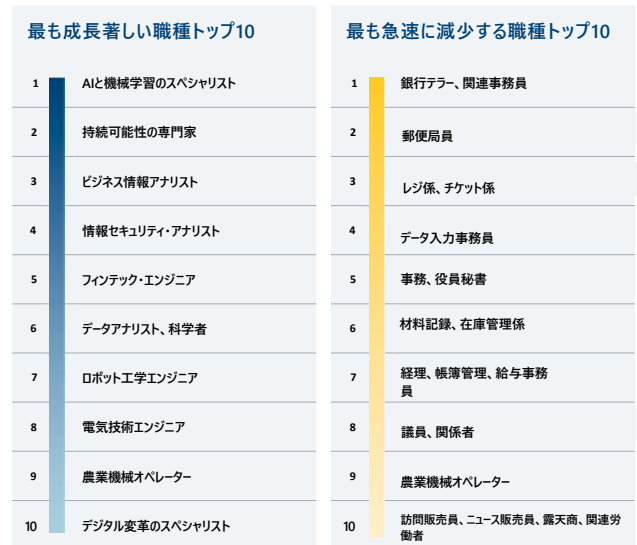 最も成長著しい職種トップ10
1 AIと機械学習のスペシャリスト
2 持続可能性の専門家
3 ビジネス情報アナリスト
4 情報セキュリティ・アナリスト
5 フィンテック・エンジニア
6 データアナリスト、科学者
7 ロボット工学エンジニア
8 電気技術エンジニア
9 農業機械オペレーター
10 デジタル変革のスペシャリスト
最も急速に減少する職種トップ10
1 銀行テラー、関連事務員
2 郵便局員
3 レジ係、チケット係
4 データ入力事務員
5 事務、役員秘書
6 材料記録、在庫管理係
7 経理、帳簿管理、給与事務
員
8 議員、関係者
9 農業機械オペレーター
10 訪問販売員、ニュース販売員、露天商、関連労
働者